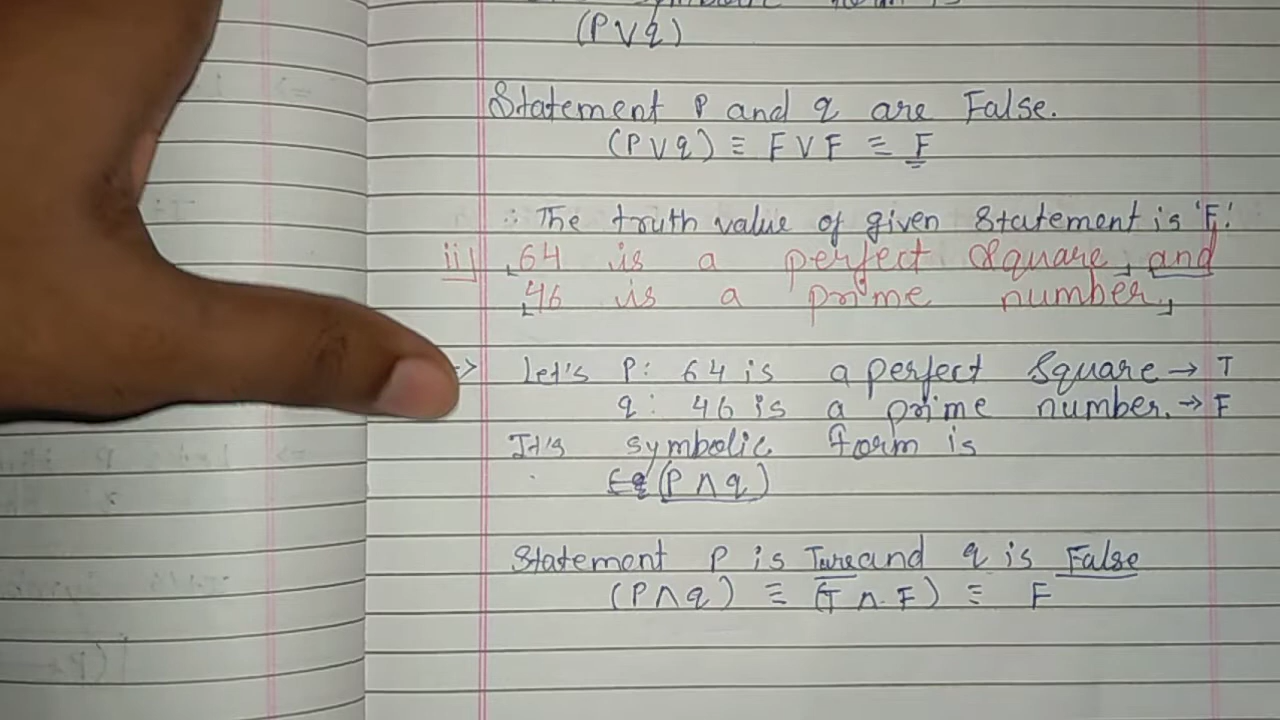 (P∨q)
Statement P and q are False.
(P∨q) ≡ F∨F ≡ F
∴ The truth value of given Statement is 'F.'
ii] 64 is a perfect Square, and
46 is a prime number,
=> Let's P: 64 is a perfect Square → T
q: 46 is a prime number. → F
It's symbolic form is
(P∧q)
Statement P is Ture and q is False
(P∧q) ≡ (T ∧ F) ≡ F